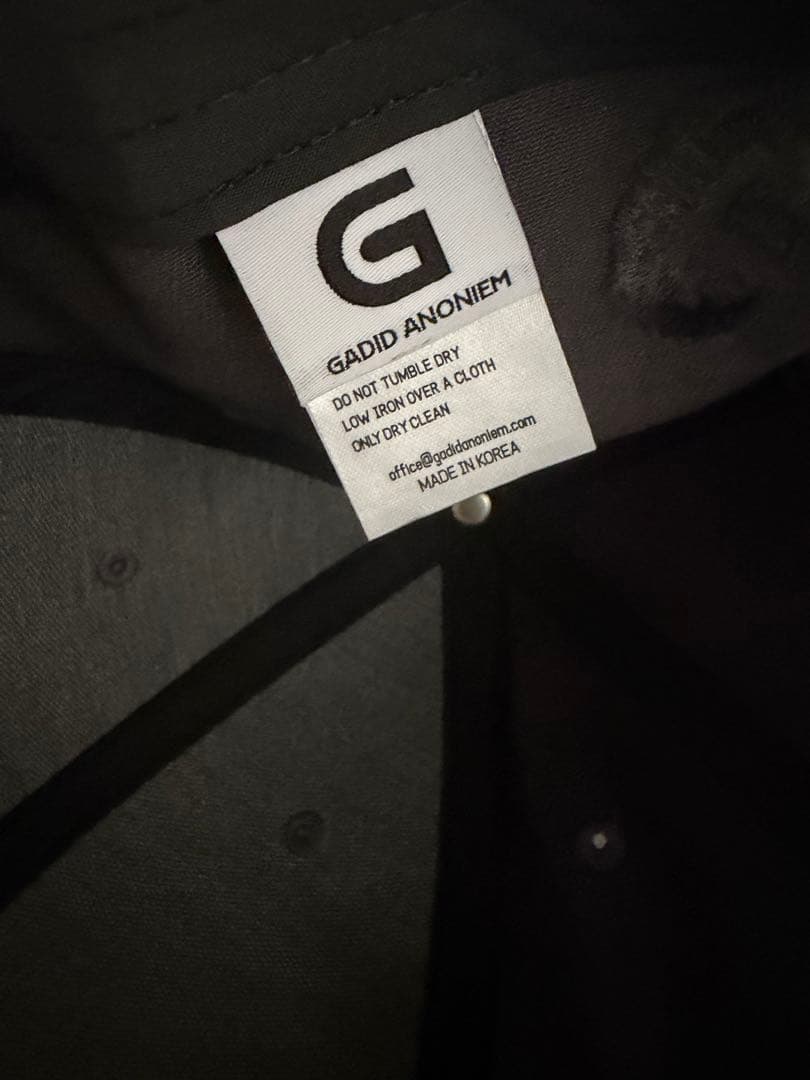 G
GADID ANONIEM
DO NOT TUMBLE DRY
LOW IRON OVER A CLOTH
ONLY DRY CLEAN
office@gadidanoniem.com
MADE IN KOREA